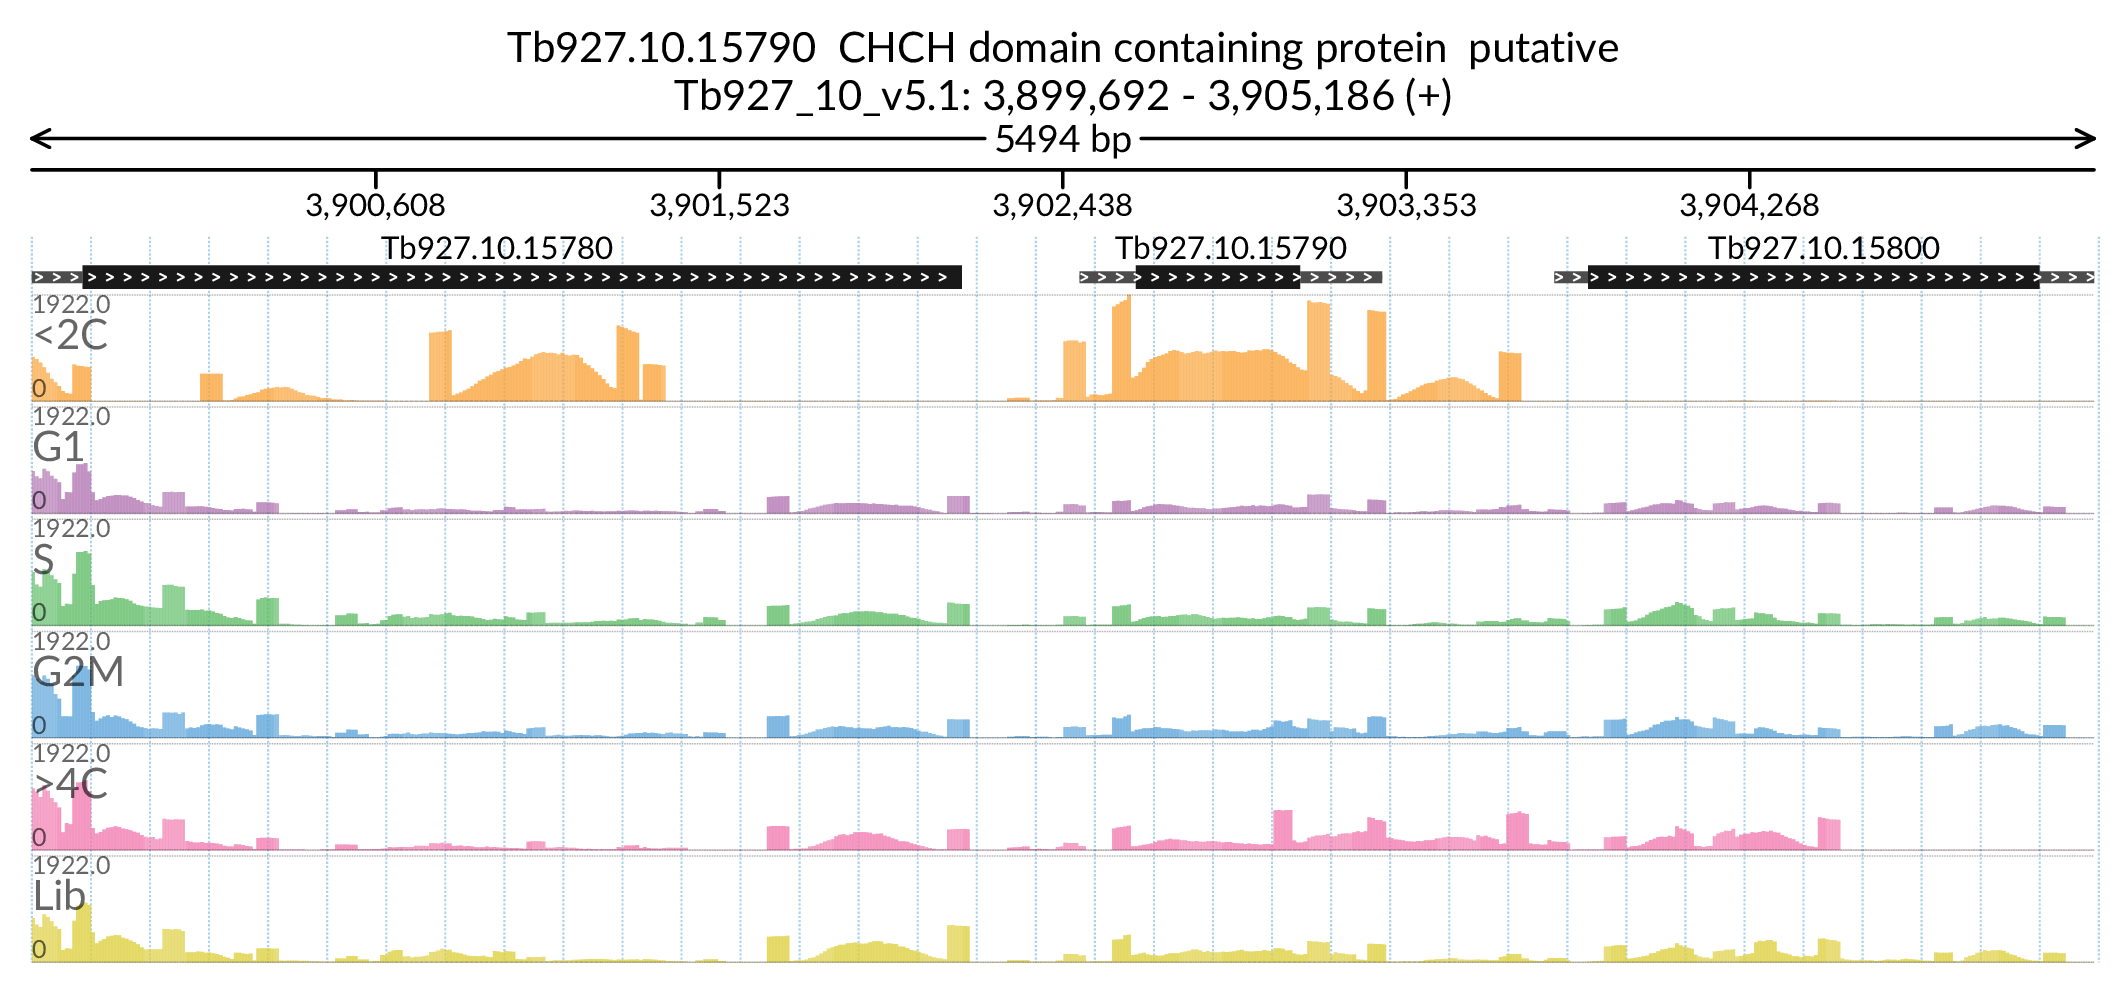 Tb927.10.15790  CHCH domain containing protein  putative
Tb927_10_v5.1: 3,899,692 - 3,905,186 (+)
5494 bp
3,900,608 3,901,523 3,902,438 3,903,353 3,904,268
Tb927.10.15780 Tb927.10.15790 Tb927.10.15800
1922.0
<2C
0
1922.0
G1
0
1922.0
S
0
1922.0
G2M
0
1922.0
>4C
0
1922.0
Lib
0